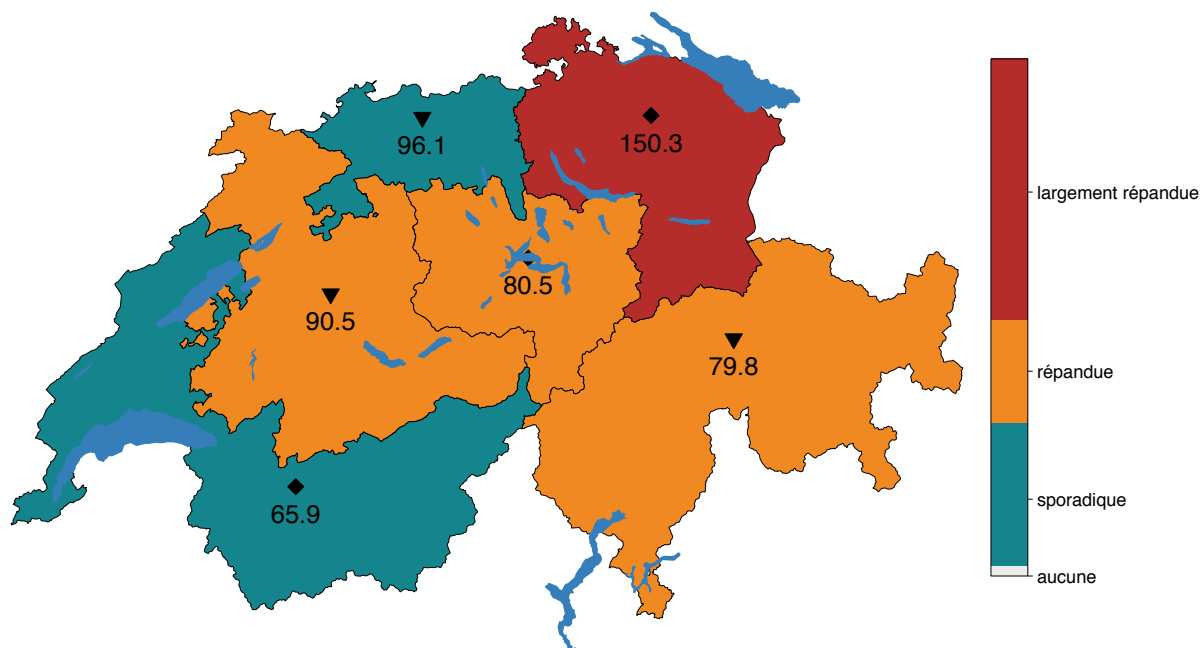 96.1
150.3
80.5
90.5
79.8
65.9
largement répandue
répandue
sporadique
aucune